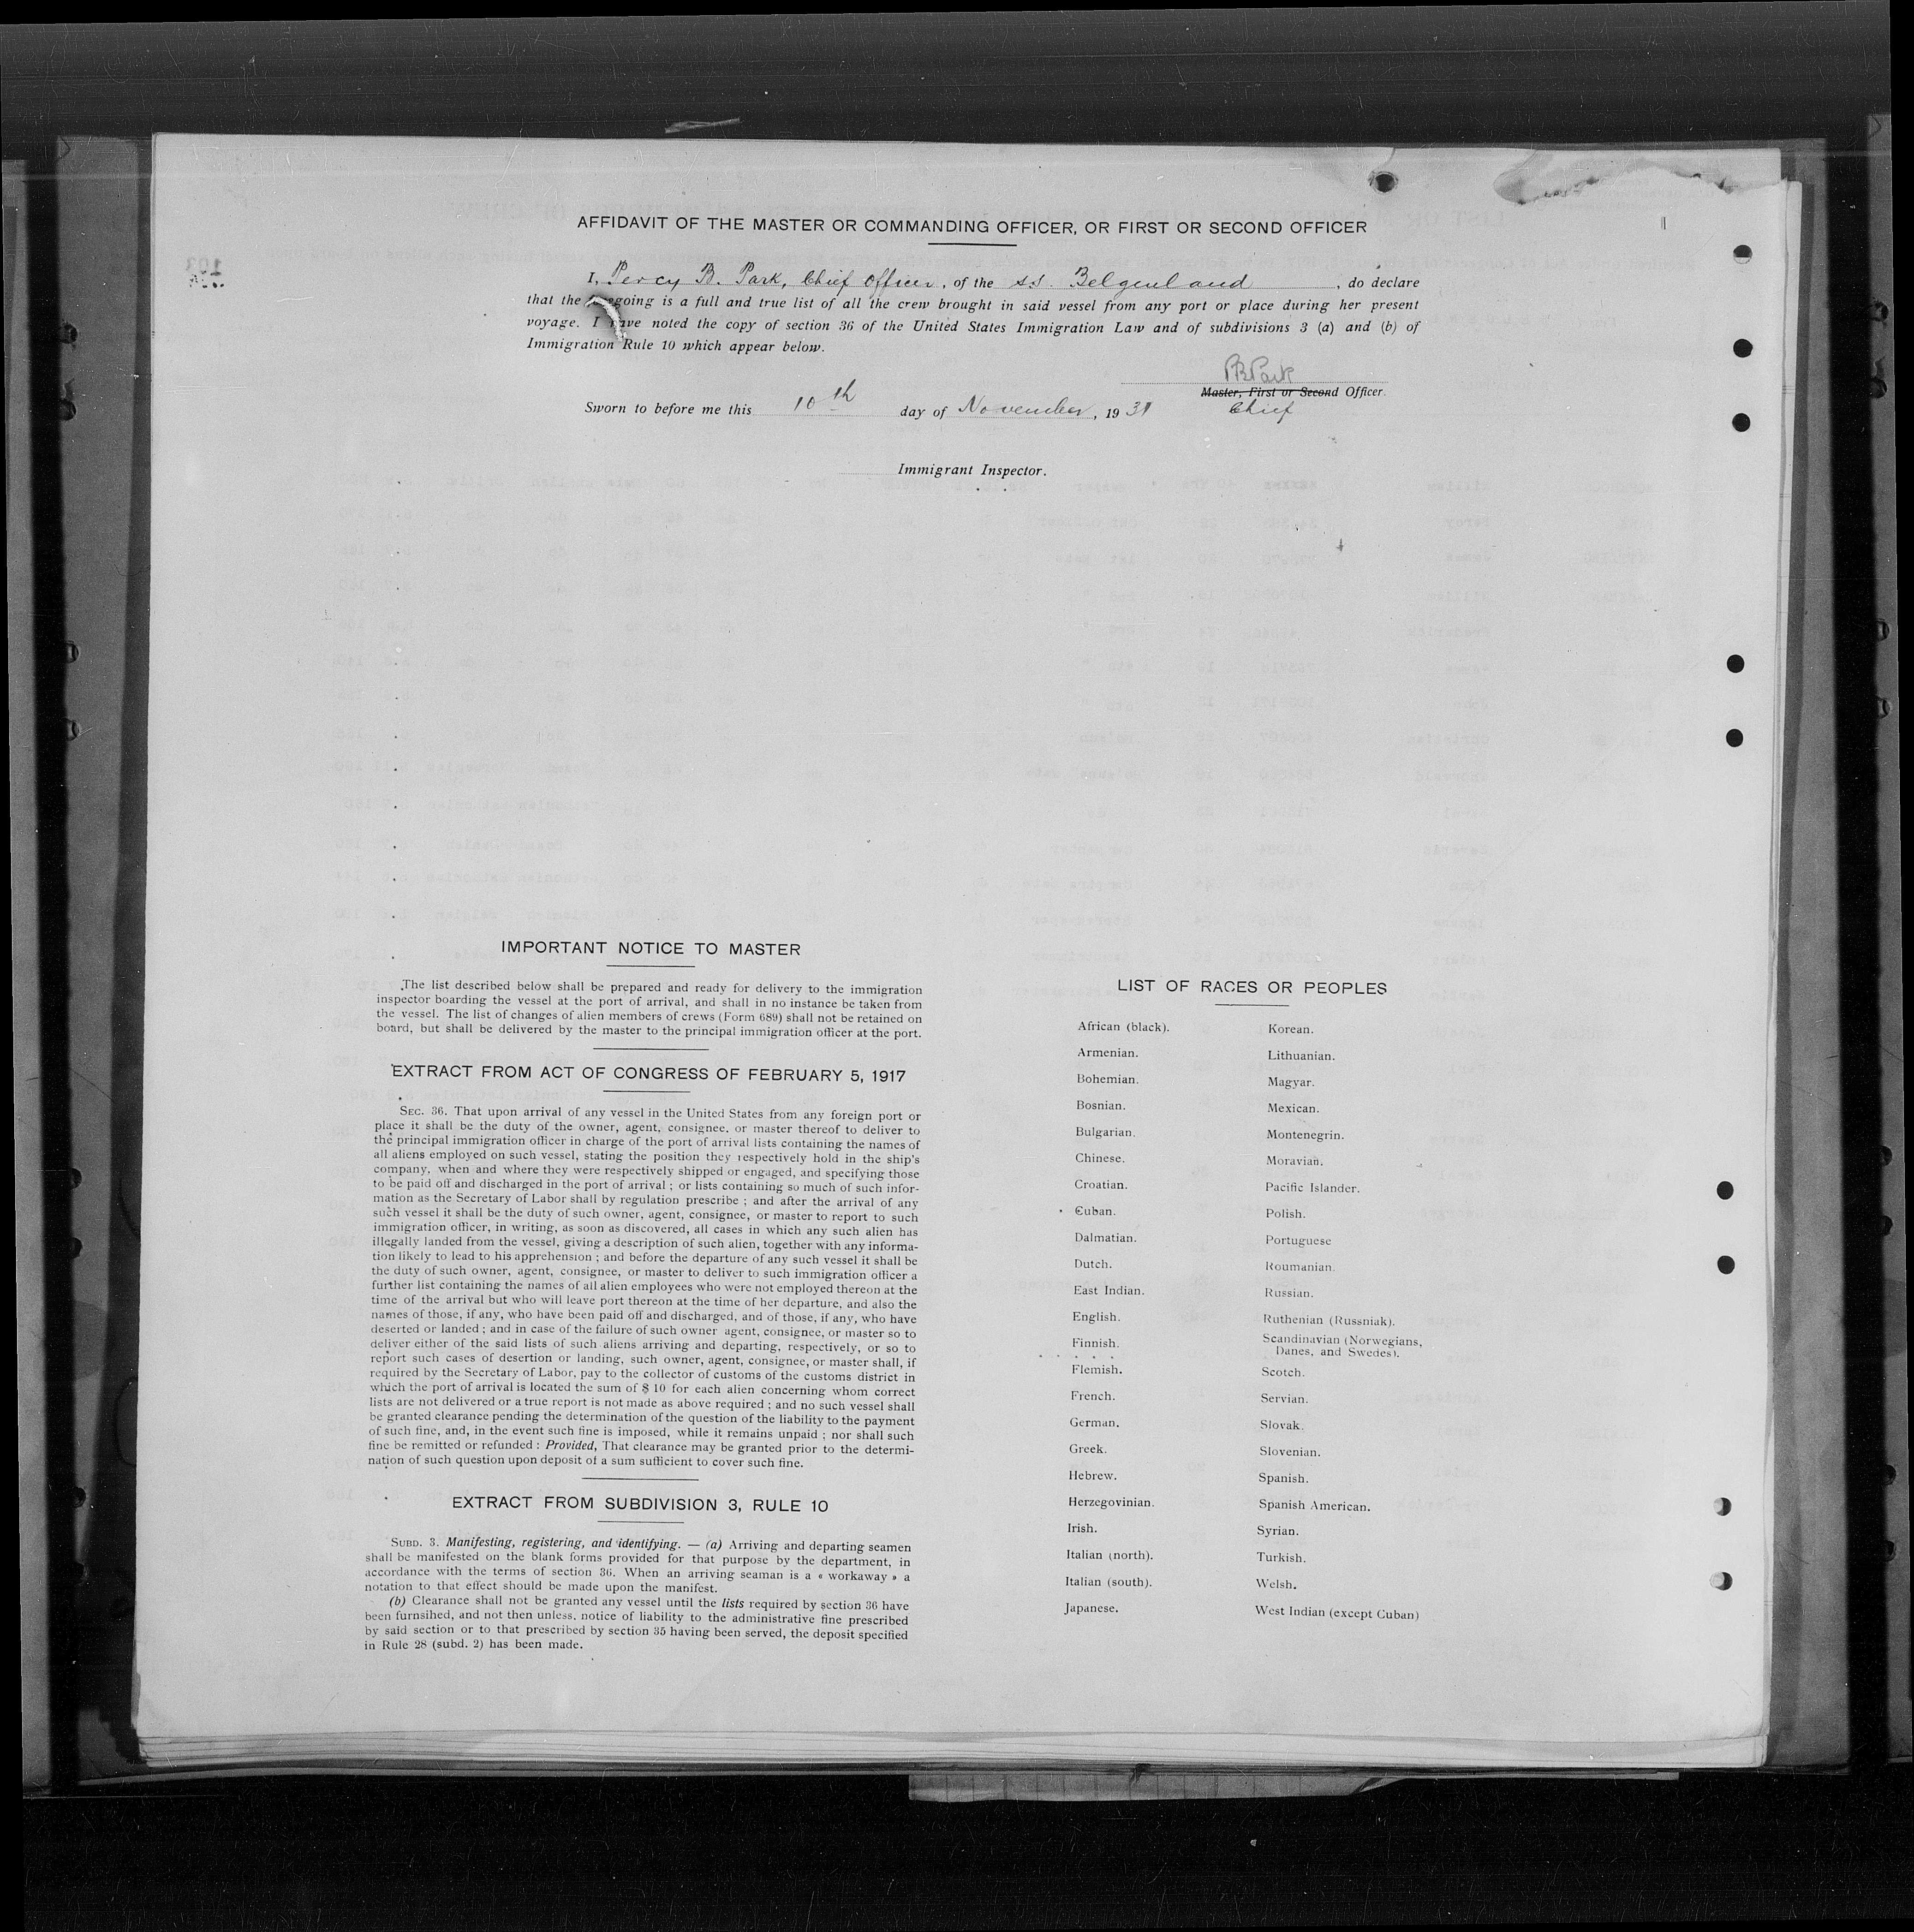 AFFIDAVIT OF THE MASTER OR COMMANDING OFFICER, OR FIRST OR SECOND OFFICER
I, Percy B. Park, Chief Officer, of the s.s. Belgenland, do declare
that the foregoing is a full and true list of all the crew brought in said vessel from any port or place during her present
voyage. I have noted the copy of section 36 of the United States Immigration Law and of subdivisions 3 (a) and (b) of
Immigration Rule 10 which appear below.
PBPark
Master, First or Second Officer.
Chief
Sworn to before me this 10th day of November, 1931
Immigrant Inspector.
IMPORTANT NOTICE TO MASTER
The list described below shall be prepared and ready for delivery to the immigration
inspector boarding the vessel at the port of arrival, and shall in no instance be taken from
the vessel. The list of changes of alien members of crews (Form 689) shall not be retained on
board, but shall be delivered by the master to the principal immigration officer at the port.
EXTRACT FROM ACT OF CONGRESS OF FEBRUARY 5, 1917
SEC. 36. That upon arrival of any vessel in the United States from any foreign port or
place it shall be the duty of the owner, agent, consignee, or master thereof to deliver to
the principal immigration officer in charge of the port of arrival lists containing the names of
all aliens employed on such vessel, stating the position they respectively hold in the ship's
company, when and where they were respectively shipped or engaged, and specifying those
to be paid off and discharged in the port of arrival ; or lists containing so much of such infor-
mation as the Secretary of Labor shall by regulation prescribe ; and after the arrival of any
such vessel it shall be the duty of such owner, agent, consignee, or master to report to such
immigration officer, in writing, as soon as discovered, all cases in which any such alien has
illegally landed from the vessel, giving a description of such alien, together with any informa-
tion likely to lead to his apprehension ; and before the departure of any such vessel it shall be
the duty of such owner, agent, consignee, or master to deliver to such immigration officer a
further list containing the names of all alien employees who were not employed thereon at the
time of the arrival but who will leave port thereon at the time of her departure, and also the
names of those, if any, who have been paid off and discharged, and of those, if any, who have
deserted or landed ; and in case of the failure of such owner agent, consignee, or master so to
deliver either of the said lists of such aliens arriving and departing, respectively, or so to
report such cases of desertion or landing, such owner, agent, consignee, or master shall, if
required by the Secretary of Labor, pay to the collector of customs of the customs district in
which the port of arrival is located the sum of $ 10 for each alien concerning whom correct
lists are not delivered or a true report is not made as above required ; and no such vessel shall
be granted clearance pending the determination of the question of the liability to the payment
of such fine, and, in the event such fine is imposed, while it remains unpaid ; nor shall such
fine be remitted or refunded : Provided, That clearance may be granted prior to the determi-
nation of such question upon deposit of a sum sufficient to cover such fine.
EXTRACT FROM SUBDIVISION 3, RULE 10
SUBD. 3. Manifesting, registering, and identifying. — (a) Arriving and departing seamen
shall be manifested on the blank forms provided for that purpose by the department, in
accordance with the terms of section 36. When an arriving seaman is a « workaway » a
notation to that effect should be made upon the manifest.
(b) Clearance shall not be granted any vessel until the lists required by section 36 have
been furnsihed, and not then unless, notice of liability to the administrative fine prescribed
by said section or to that prescribed by section 35 having been served, the deposit specified
in Rule 28 (subd. 2) has been made.
LIST OF RACES OR PEOPLES
African (black).
Armenian.
Bohemian.
Bosnian.
Bulgarian.
Chinese.
Croatian.
Cuban.
Dalmatian.
Dutch.
East Indian.
English.
Finnish.
Flemish.
French.
German.
Greek.
Hebrew.
Herzegovinian.
Irish.
Italian (north).
Italian (south).
Japanese.
Korean.
Lithuanian.
Magyar.
Mexican.
Montenegrin.
Moravian.
Pacific Islander.
Polish.
Portuguese
Roumanian.
Russian.
Ruthenian (Russniak).
Scandinavian (Norwegians,
Danes, and Swedes).
Scotch.
Servian.
Slovak.
Slovenian.
Spanish.
Spanish American.
Syrian.
Turkish.
Welsh.
West Indian (except Cuban)